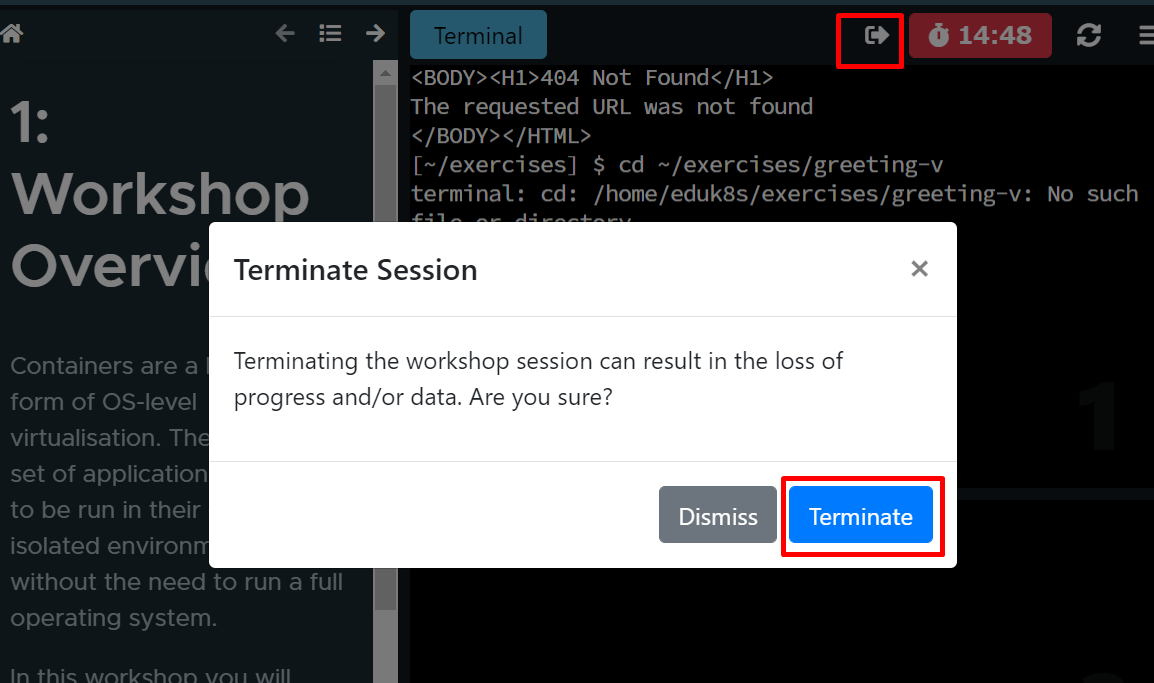 Terminal
14:48
1:
Workshop
Overvi
Containers are a
form of OS-level
virtualisation. The
set of application
to be run in their
isolated environm
without the need to run a full
operating system.
In this workshop you will
<BODY><H1>404 Not Found</H1>
The requested URL was not found
</BODY></HTML>
[~/exercises] $ cd ~/exercises/greeting-v
terminal: cd: /home/eduk8s/exercises/greeting-v: No such
file or directory
1
Terminate Session
×
Terminating the workshop session can result in the loss of
progress and/or data. Are you sure?
Dismiss
Terminate